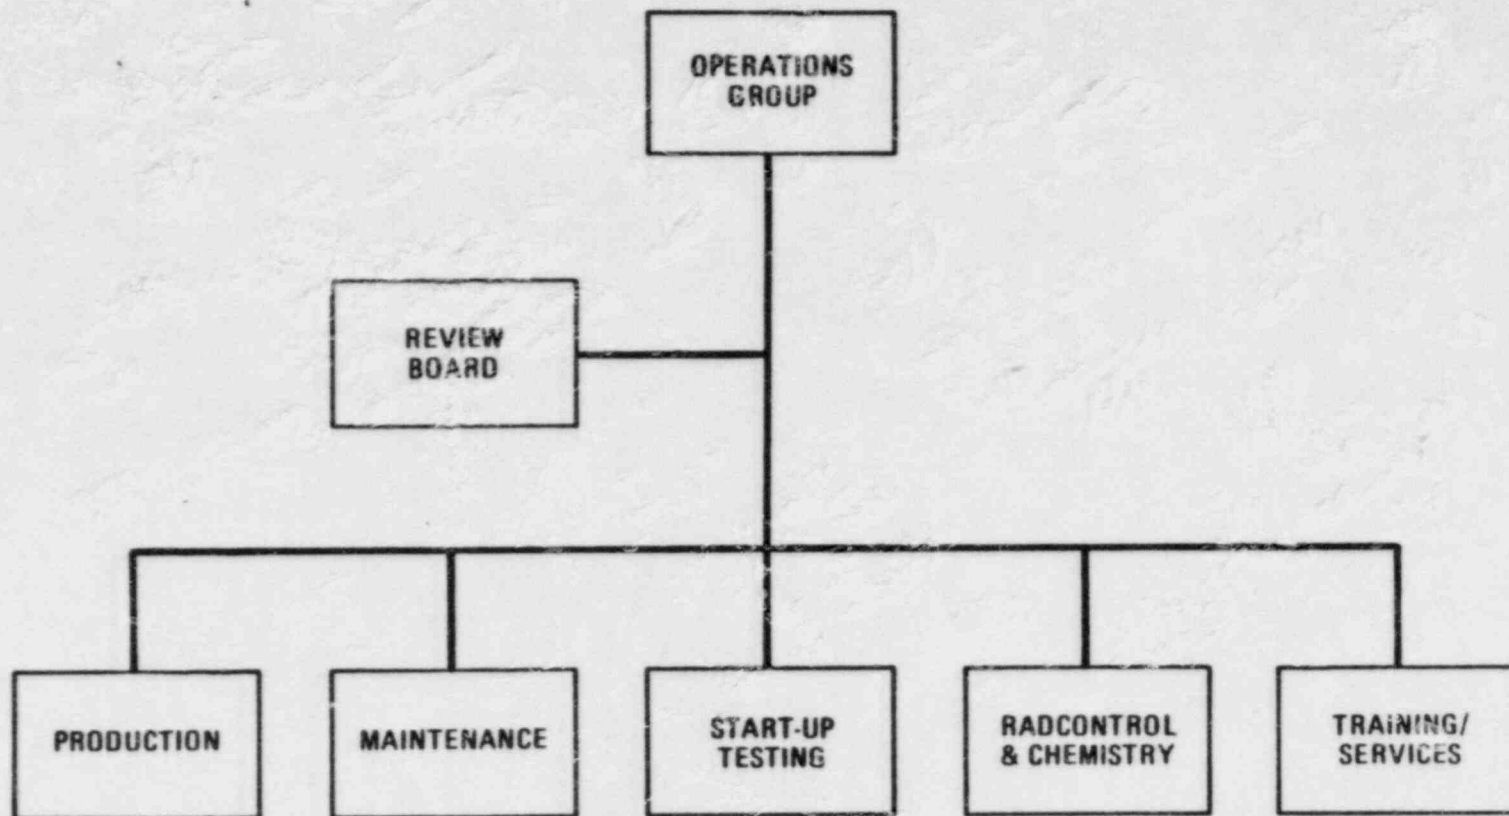 OPERATIONS
GROUP
REVIEW
BOARD
PRODUCTION
MAINTENANCE
START-UP
TESTING
RADCONTROL
& CHEMISTRY
TRAINING/
SERVICES